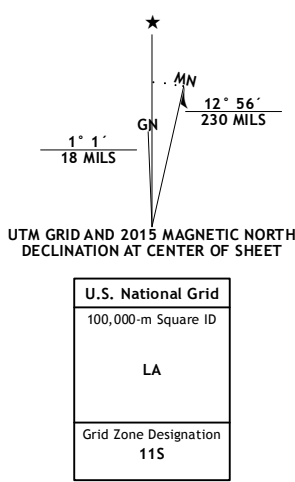 ★
MN
GN
12° 56´
230 MILS
1° 1´
18 MILS
UTM GRID AND 2015 MAGNETIC NORTH
DECLINATION AT CENTER OF SHEET
U.S. National Grid
100,000-m Square ID
LA
Grid Zone Designation
11S